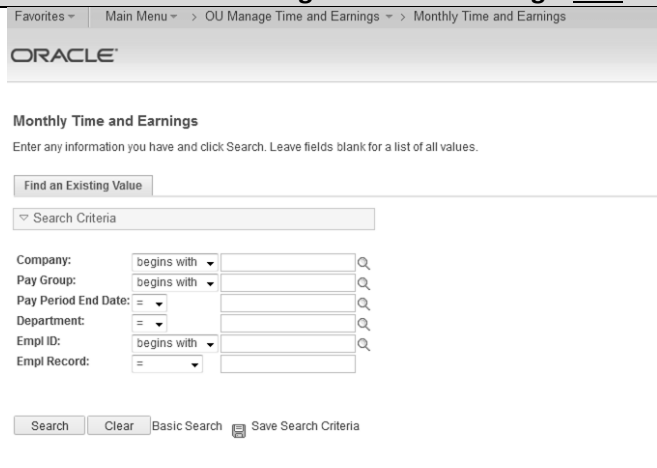 Favorites Main Menu > OU Manage Time and Earnings > Monthly Time and Earnings
ORACLE
Monthly Time and Earnings
Enter any information you have and click Search. Leave fields blank for a list of all values.
Find an Existing Value
Search Criteria
Company: begins with
Pay Group: begins with
Pay Period End Date: =
Department: =
Empl ID: begins with
Empl Record: =
Search Clear Basic Search Save Search Criteria